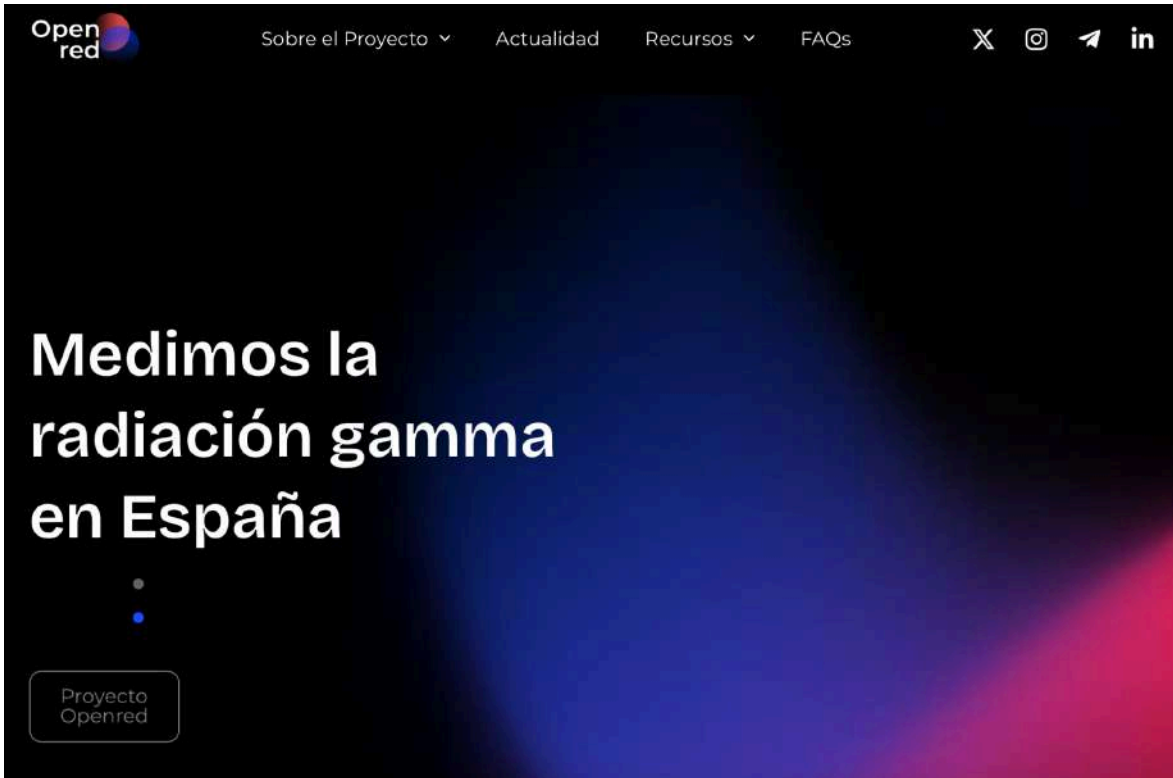 Open
red
Sobre el Proyecto
Actualidad
Recursos
FAQs
in
Medimos la
radiación gamma
en España
Proyecto
Openred